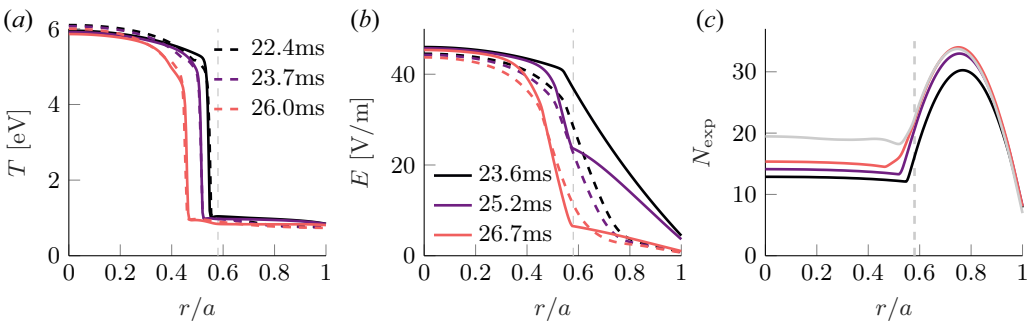 (a)
6
4
2
0
T [eV]
22.4ms
23.7ms
26.0ms
0 0.2 0.4 0.6 0.8 1
r/a
(b)
40
20
0
E [V/m]
23.6ms
25.2ms
26.7ms
0 0.2 0.4 0.6 0.8 1
r/a
(c)
30
20
10
0
N_exp
0 0.2 0.4 0.6 0.8 1
r/a